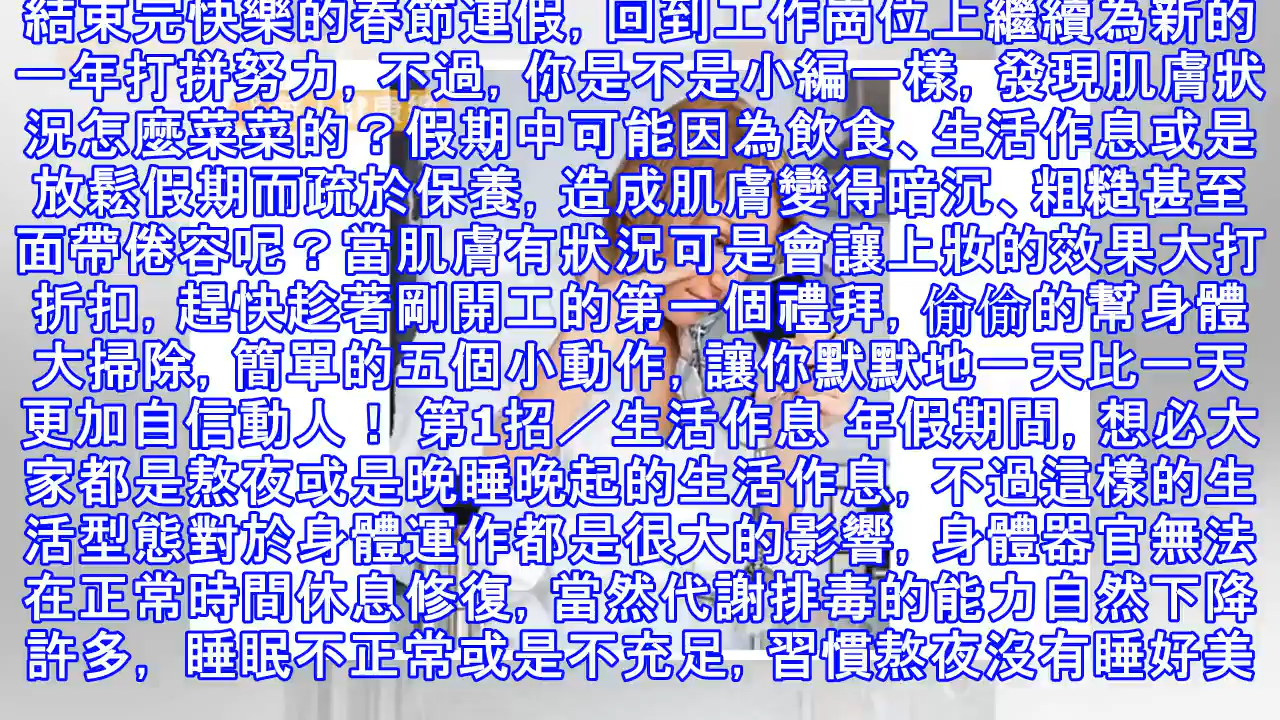 結束完快樂的春節連假, 回到工作崗位上繼續為新的
一年打拼努力, 不過, 你是不是小編一樣, 發現肌膚狀
況怎麼菜菜的？假期中可能因為飲食、生活作息或是
放鬆假期而疏於保養, 造成肌膚變得暗沉、粗糙甚至
面帶倦容呢？當肌膚有狀況可是會讓上妝的效果大打
折扣, 趕快趁著剛開工的第一個禮拜, 偷偷的幫身體
大掃除, 簡單的五個小動作, 讓你默默地一天比一天
更加自信動人！ 第1招／生活作息 年假期間, 想必大
家都是熬夜或是晚睡晚起的生活作息, 不過這樣的生
活型態對於身體運作都是很大的影響, 身體器官無法
在正常時間休息修復, 當然代謝排毒的能力自然下降
許多, 睡眠不正常或是不充足, 習慣熬夜沒有睡好美